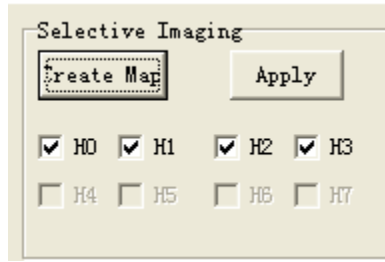 Selective Imaging
Create Map Apply
H0 H1 H2 H3
H4 H5 H6 H7